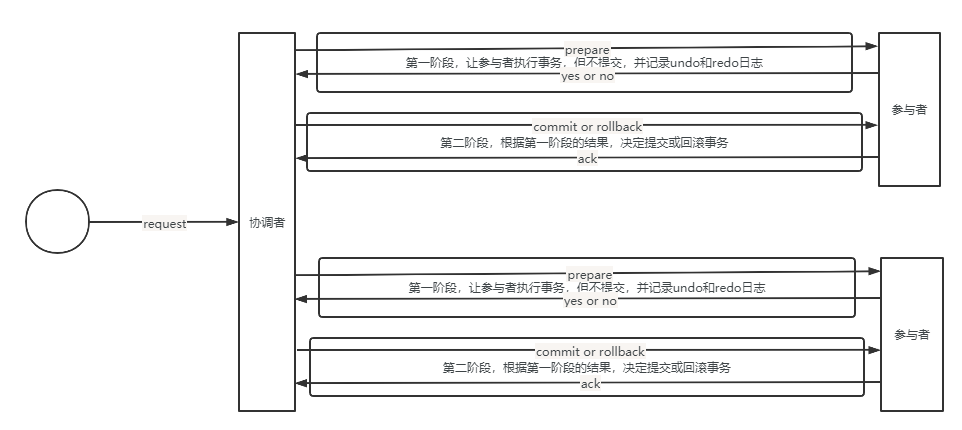 prepare
第一阶段，让参与者执行事务，但不提交，并记录undo和redo日志
yes or no
参与者
commit or rollback
第二阶段，根据第一阶段的结果，决定提交或回滚事务
ack
request
协调者
prepare
第一阶段，让参与者执行事务，但不提交，并记录undo和redo日志
yes or no
参与者
commit or rollback
第二阶段，根据第一阶段的结果，决定提交或回滚事务
ack